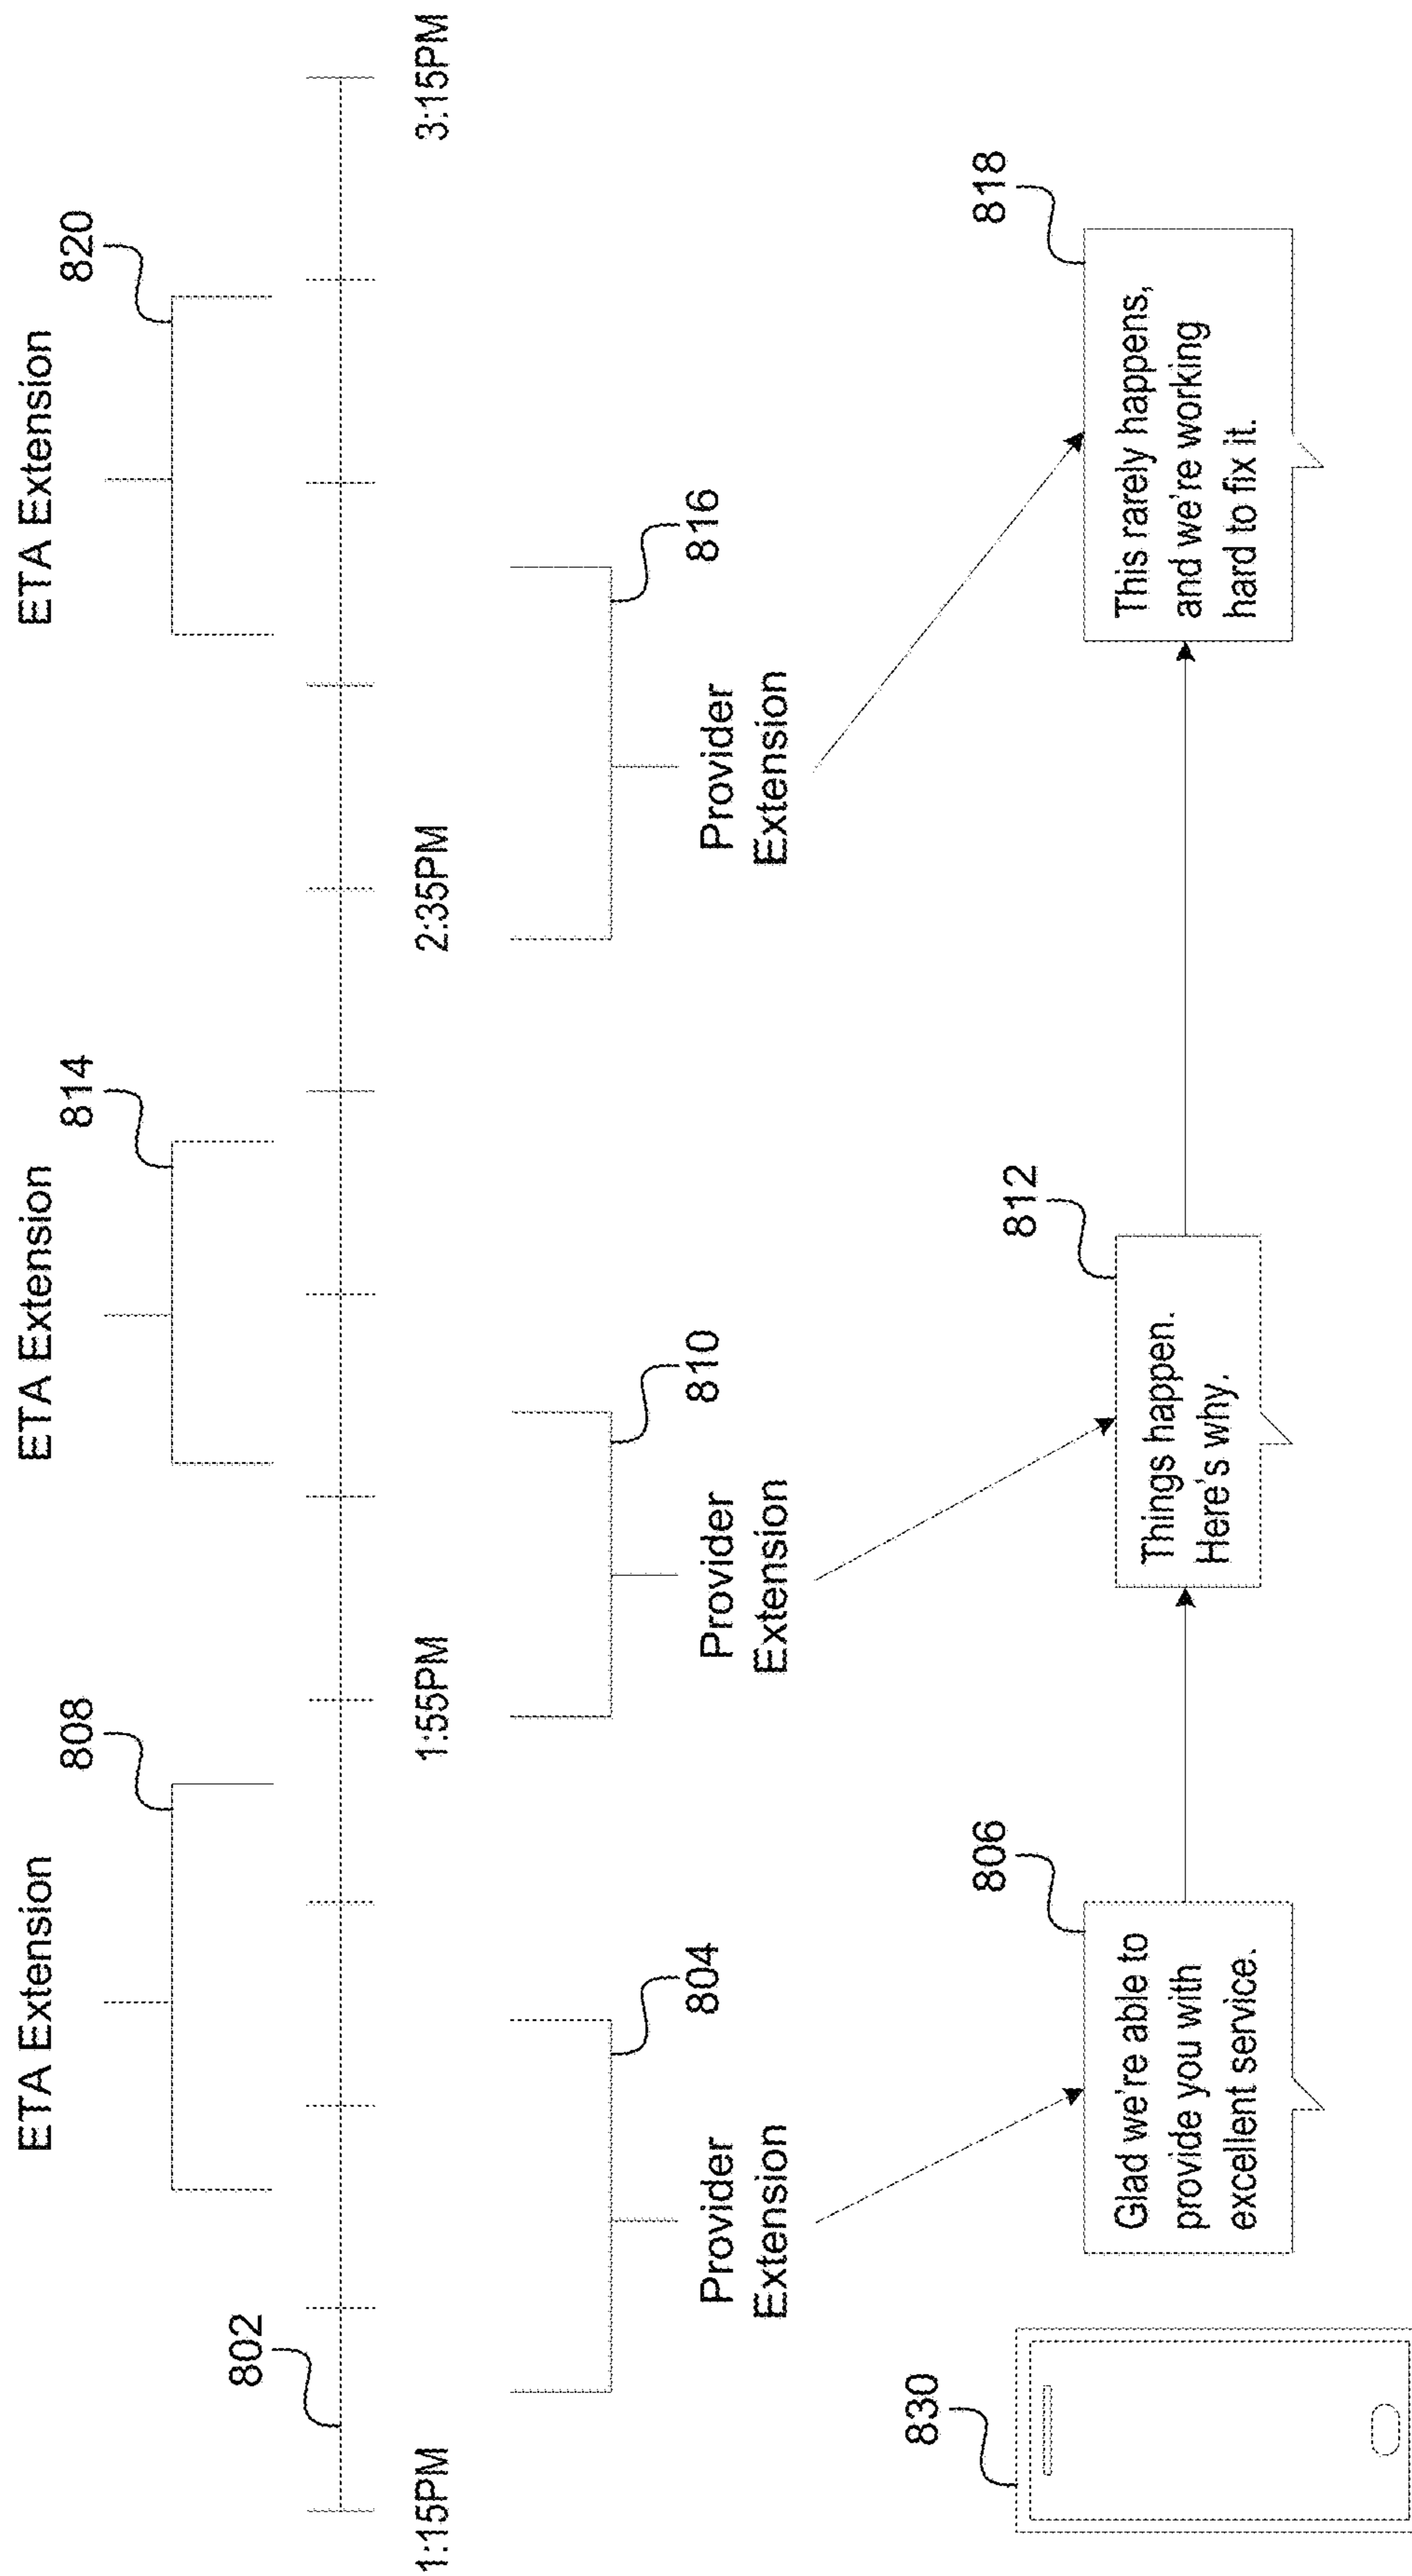 ETA Extension
ETA Extension
ETA Extension
808
814
820
802
1:15PM
1:55PM
2:35PM
3:15PM
804
810
816
Provider
Extension
Provider
Extension
Provider
Extension
830
806
812
818
Glad we're able to
provide you with
excellent service.
Things happen.
Here's why.
This rarely happens,
and we're working
hard to fix it.